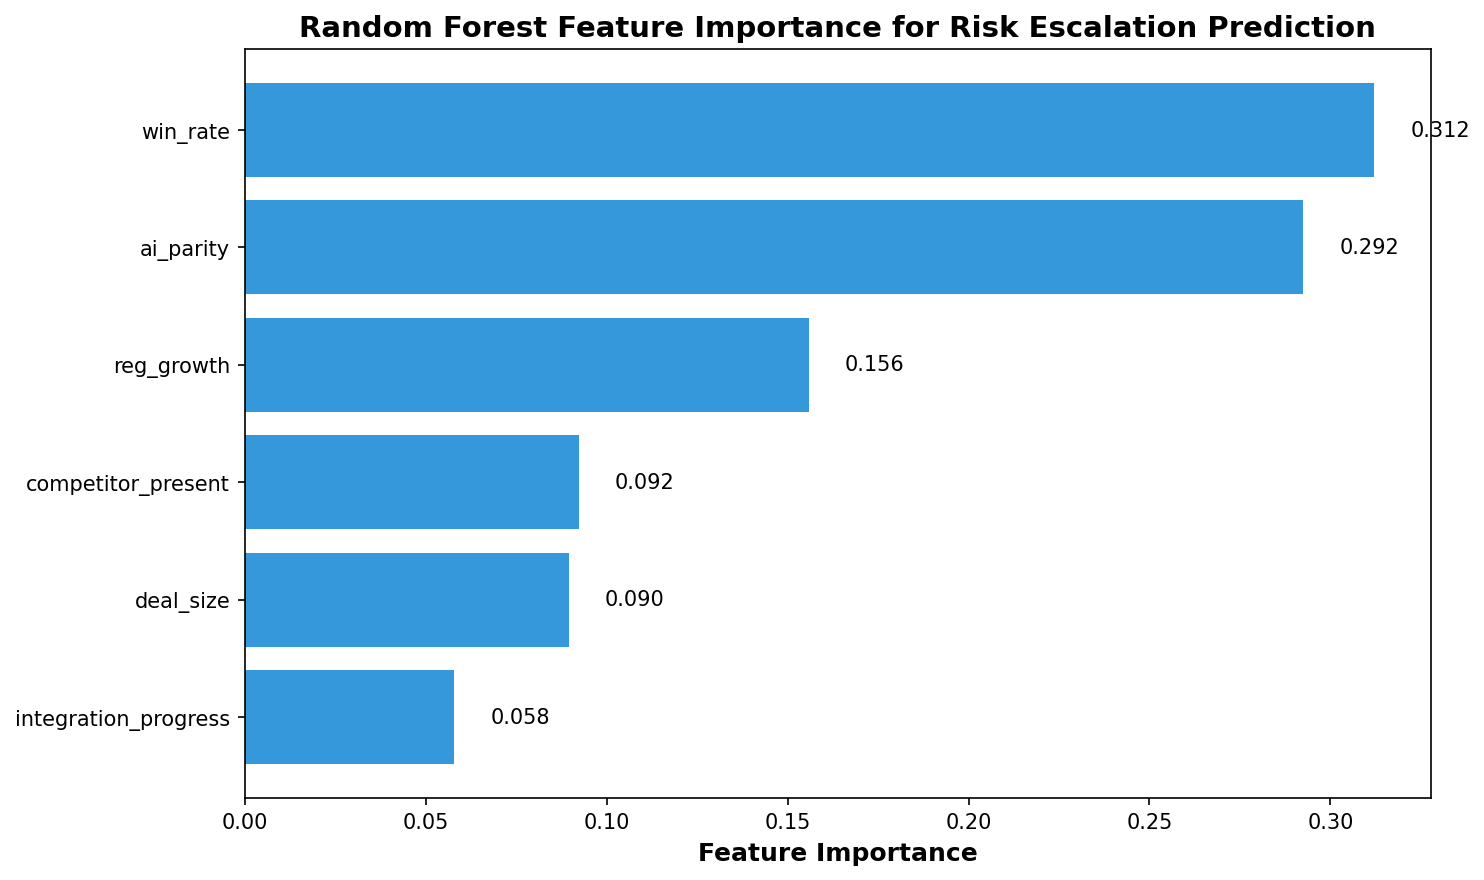 Random Forest Feature Importance for Risk Escalation Prediction
win_rate 0.312
ai_parity 0.292
reg_growth 0.156
competitor_present 0.092
deal_size 0.090
integration_progress 0.058
0.00 0.05 0.10 0.15 0.20 0.25 0.30
Feature Importance